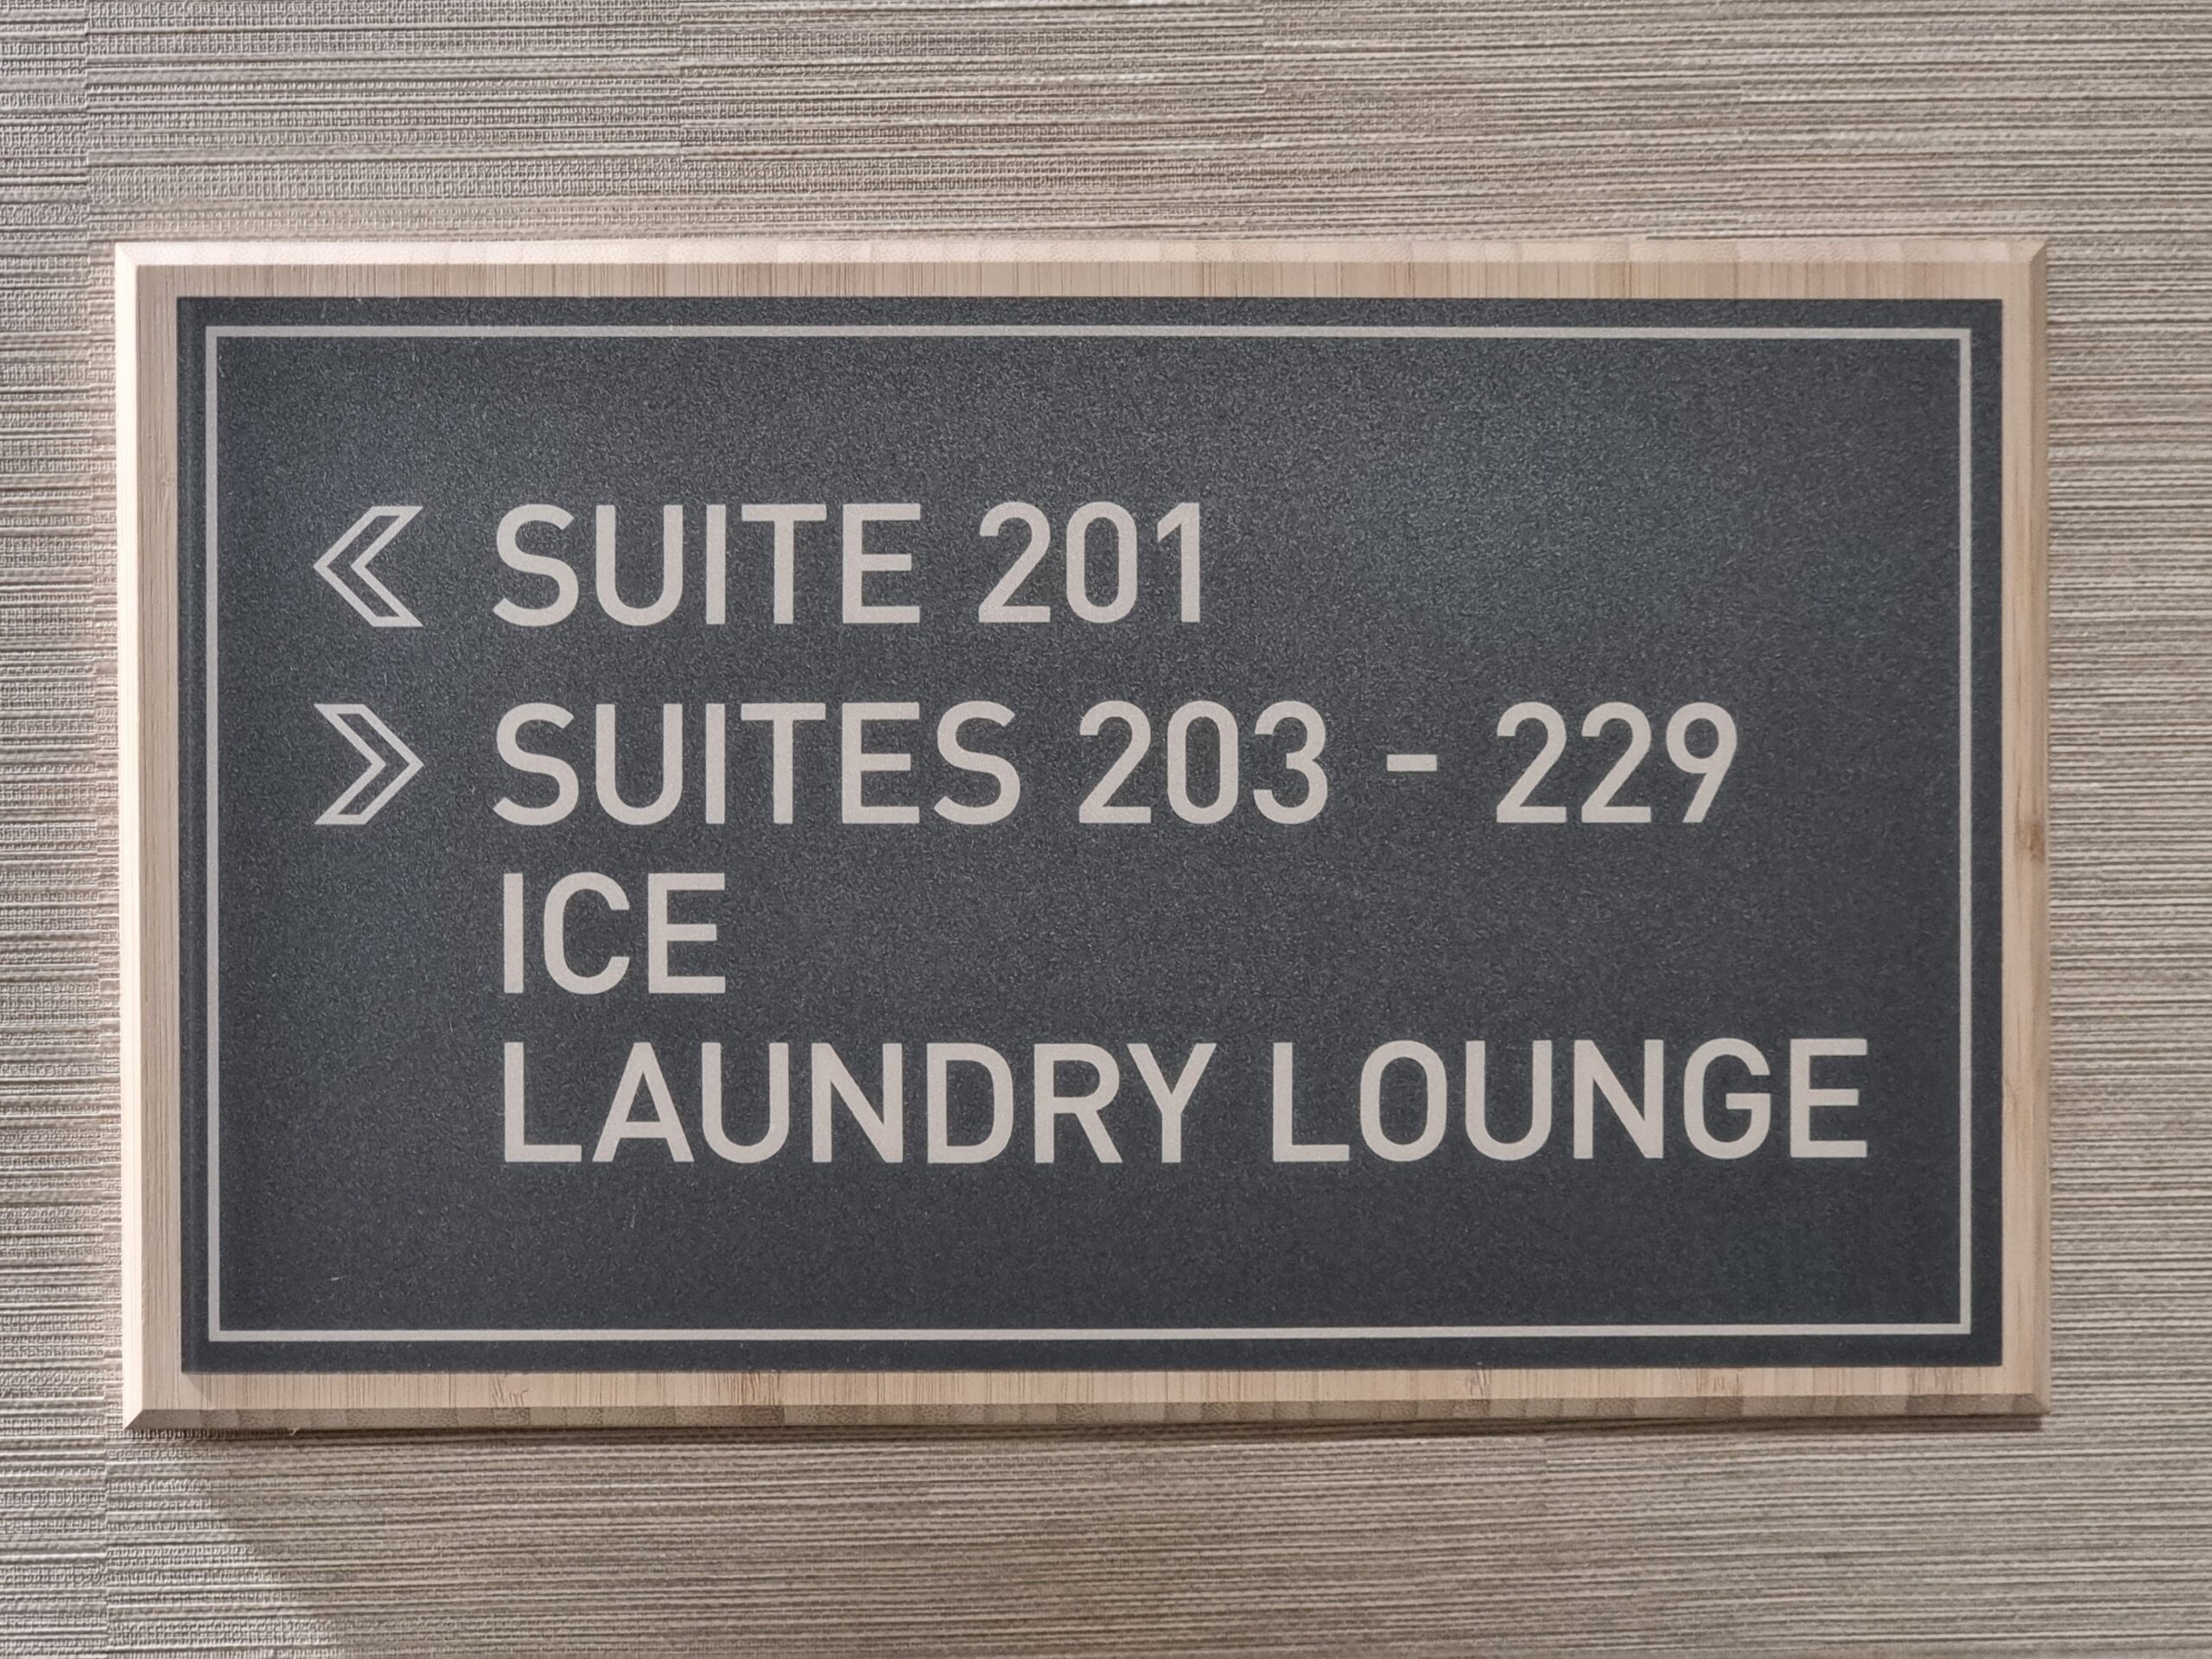 SUITE 201
SUITES 203 - 229
ICE
LAUNDRY LOUNGE